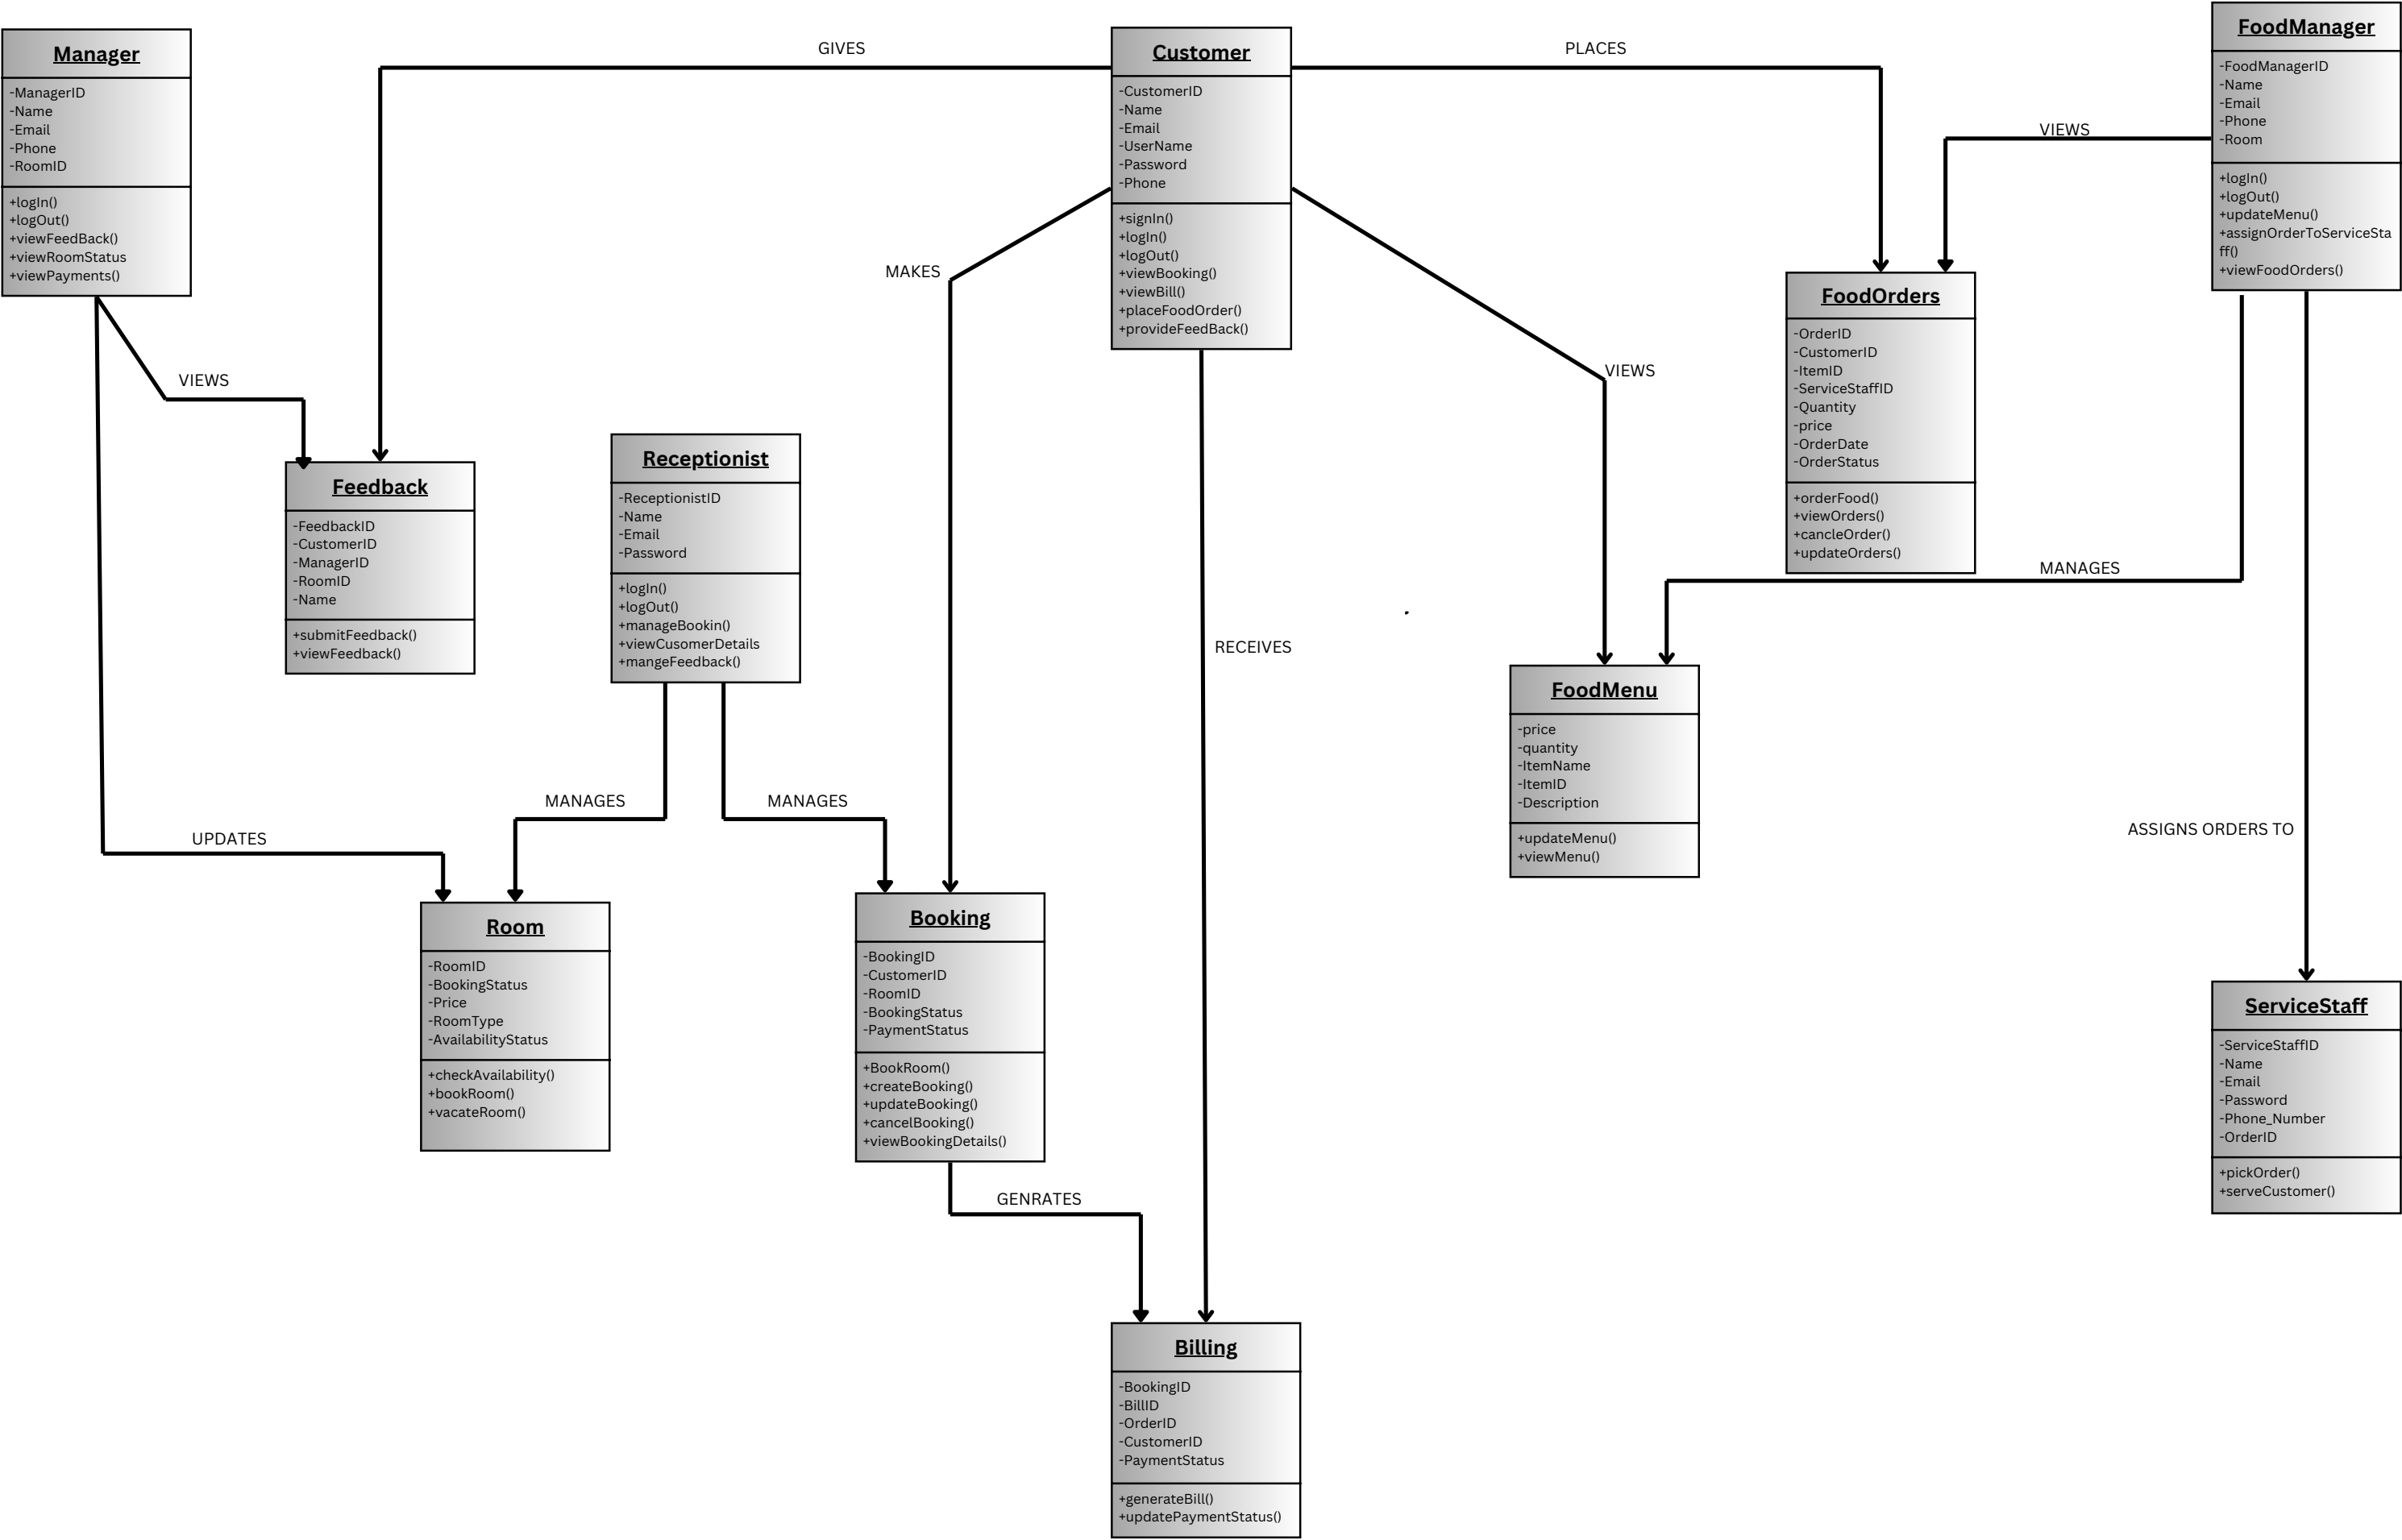 Manager
-ManagerID
-Name
-Email
-Phone
-RoomID
+logIn()
+logOut()
+viewFeedBack()
+viewRoomStatus
+viewPayments()
GIVES
Customer
-CustomerID
-Name
-Email
-UserName
-Password
-Phone
+signIn()
+logIn()
+logOut()
+viewBooking()
+viewBill()
+placeFoodOrder()
+provideFeedBack()
PLACES
FoodManager
-FoodManagerID
-Name
-Email
-Phone
-Room
+logIn()
+logOut()
+updateMenu()
+assignOrderToServiceSta
ff()
+viewFoodOrders()
VIEWS
MAKES
VIEWS
VIEWS
FoodOrders
-OrderID
-CustomerID
-ItemID
-ServiceStaffID
-Quantity
-price
-OrderDate
-OrderStatus
+orderFood()
+viewOrders()
+cancleOrder()
+updateOrders()
Feedback
-FeedbackID
-CustomerID
-ManagerID
-RoomID
-Name
+submitFeedback()
+viewFeedback()
Receptionist
-ReceptionistID
-Name
-Email
-Password
+logIn()
+logOut()
+manageBookin()
+viewCusomerDetails
+mangeFeedback()
RECEIVES
MANAGES
FoodMenu
-price
-quantity
-ItemName
-ItemID
-Description
+updateMenu()
+viewMenu()
UPDATES
MANAGES
MANAGES
ASSIGNS ORDERS TO
Room
-RoomID
-BookingStatus
-Price
-RoomType
-AvailabilityStatus
+checkAvailability()
+bookRoom()
+vacateRoom()
Booking
-BookingID
-CustomerID
-RoomID
-BookingStatus
-PaymentStatus
+BookRoom()
+createBooking()
+updateBooking()
+cancelBooking()
+viewBookingDetails()
ServiceStaff
-ServiceStaffID
-Name
-Email
-Password
-Phone_Number
-OrderID
+pickOrder()
+serveCustomer()
GENRATES
Billing
-BookingID
-BillID
-OrderID
-CustomerID
-PaymentStatus
+generateBill()
+updatePaymentStatus()